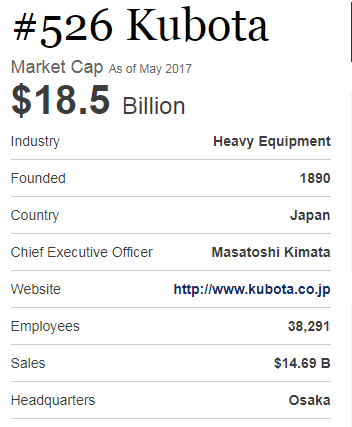 #526 Kubota
Market Cap As of May 2017
$18.5 Billion
Industry Heavy Equipment
Founded 1890
Country Japan
Chief Executive Officer Masatoshi Kimata
Website http://www.kubota.co.jp
Employees 38,291
Sales $14.69 B
Headquarters Osaka